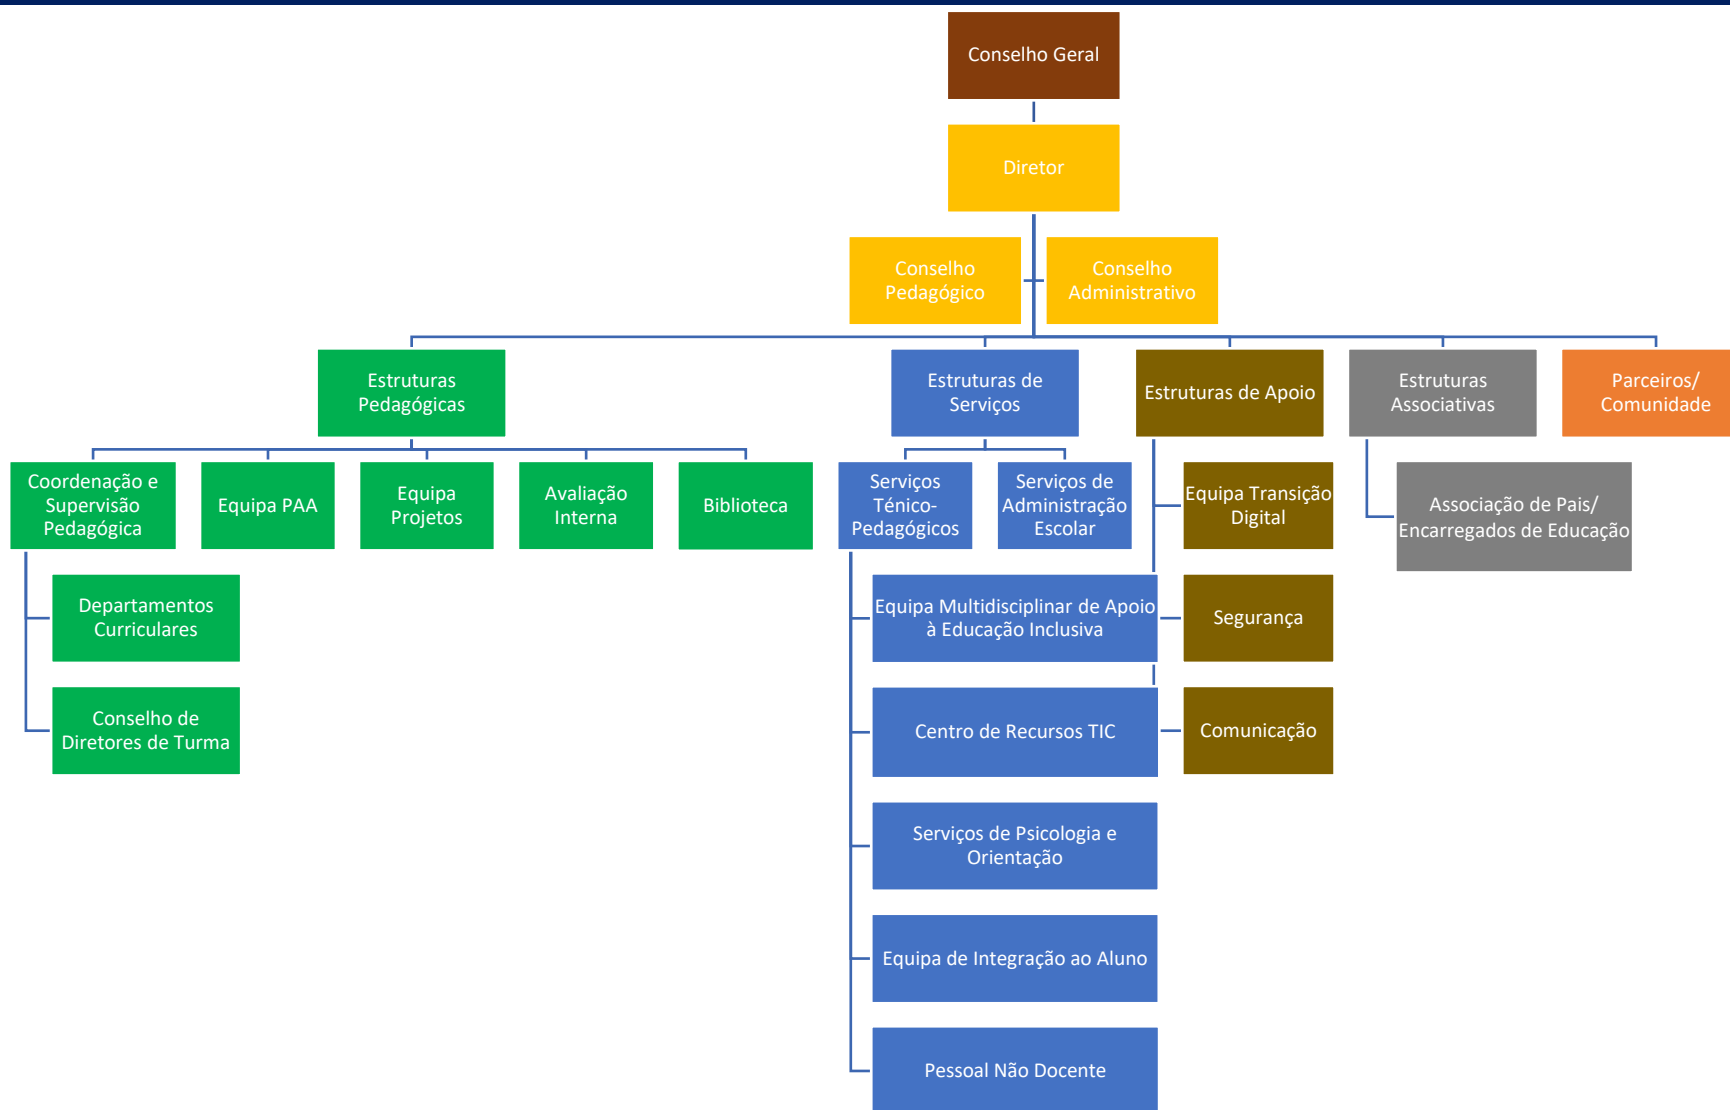 Conselho Geral
Diretor
Conselho
Pedagógico
Conselho
Administrativo
Estruturas
Pedagógicas
Estruturas de
Serviços
Estruturas de Apoio
Estruturas
Associativas
Parceiros/
Comunidade
Coordenação e
Supervisão
Pedagógica
Equipa PAA
Equipa
Projetos
Avaliação
Interna
Biblioteca
Serviços
Ténico-
Pedagógicos
Serviços de
Administração
Escolar
Equipa Transição
Digital
Associação de Pais/
Encarregados de Educação
Departamentos
Curriculares
Equipa Multidisciplinar de Apoio
à Educação Inclusiva
Segurança
Conselho de
Diretores de Turma
Centro de Recursos TIC
Comunicação
Serviços de Psicologia e
Orientação
Equipa de Integração ao Aluno
Pessoal Não Docente